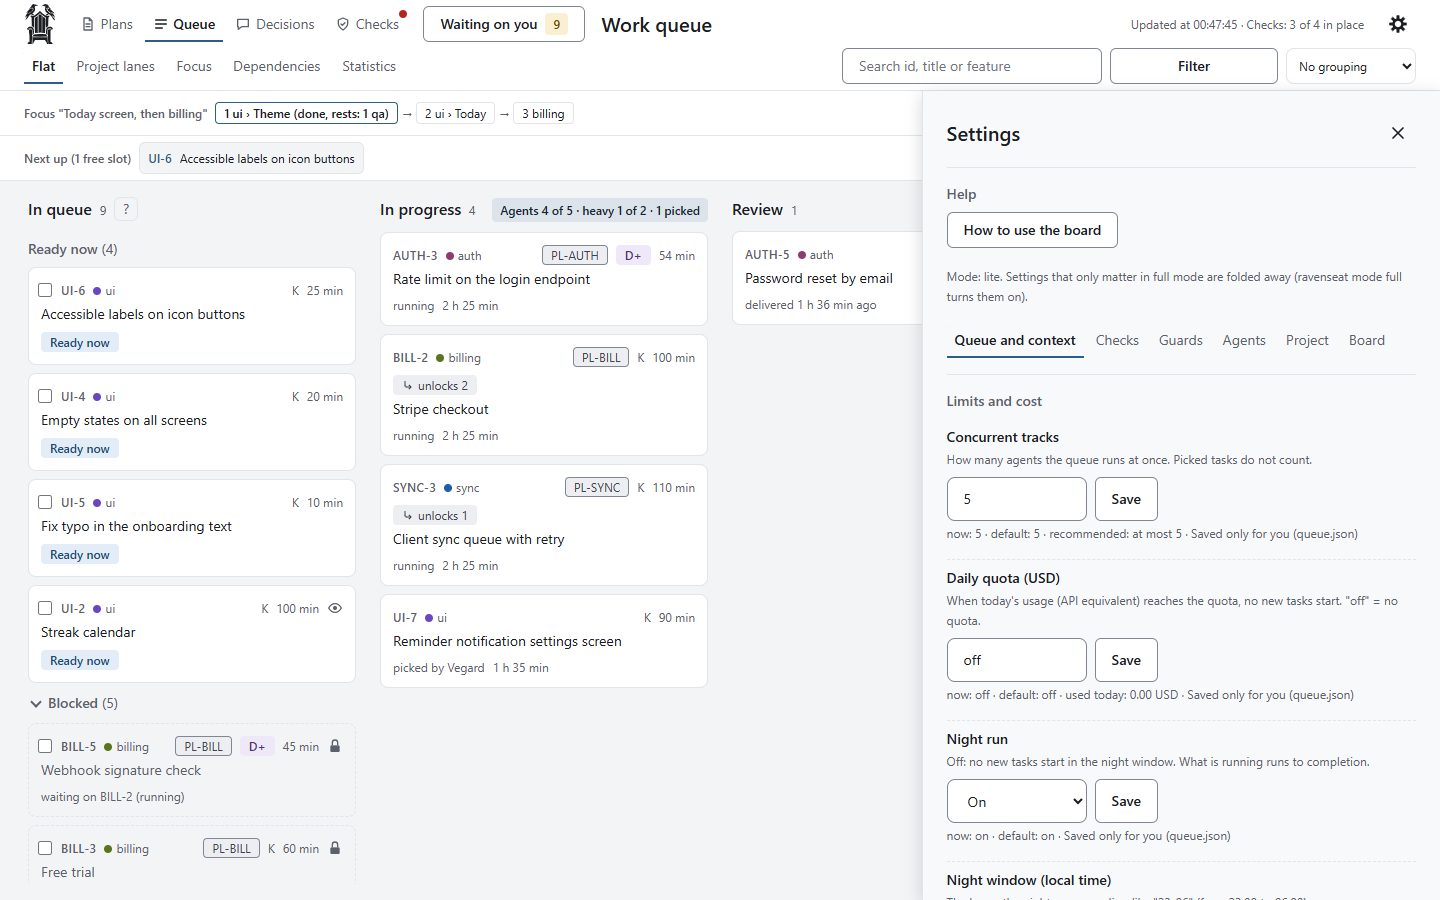 Plans
Queue
Decisions
Checks
Waiting on you 9
Work queue
Updated at 00:47:45 · Checks: 3 of 4 in place
Flat
Project lanes
Focus
Dependencies
Statistics
Search id, title or feature
Filter
No grouping
Focus "Today screen, then billing" 1 ui › Theme (done, rests: 1 qa) → 2 ui › Today → 3 billing
Next up (1 free slot) UI-6 Accessible labels on icon buttons
In queue 9 ?
Ready now (4)
UI-6 ui K 25 min
Accessible labels on icon buttons
Ready now
UI-4 ui K 20 min
Empty states on all screens
Ready now
UI-5 ui K 10 min
Fix typo in the onboarding text
Ready now
UI-2 ui K 100 min
Streak calendar
Ready now
Blocked (5)
BILL-5 billing PL-BILL D+ 45 min
Webhook signature check
waiting on BILL-2 (running)
BILL-3 billing PL-BILL K 60 min
Free trial
In progress 4 Agents 4 of 5 · heavy 1 of 2 · 1 picked
AUTH-3 auth PL-AUTH D+ 54 min
Rate limit on the login endpoint
running 2 h 25 min
BILL-2 billing PL-BILL K 100 min
↳ unlocks 2
Stripe checkout
running 2 h 25 min
SYNC-3 sync PL-SYNC K 110 min
↳ unlocks 1
Client sync queue with retry
running 2 h 25 min
UI-7 ui K 90 min
Reminder notification settings screen
picked by Vegard 1 h 35 min
Review 1
AUTH-5 auth
Password reset by email
delivered 1 h 36 min ago
Settings
Help
How to use the board
Mode: lite. Settings that only matter in full mode are folded away (ravenseat mode full
turns them on).
Queue and context
Checks
Guards
Agents
Project
Board
Limits and cost
Concurrent tracks
How many agents the queue runs at once. Picked tasks do not count.
5 Save
now: 5 · default: 5 · recommended: at most 5 · Saved only for you (queue.json)
Daily quota (USD)
When today's usage (API equivalent) reaches the quota, no new tasks start. "off" = no
quota.
off Save
now: off · default: off · used today: 0.00 USD · Saved only for you (queue.json)
Night run
Off: no new tasks start in the night window. What is running runs to completion.
On Save
now: on · default: on · Saved only for you (queue.json)
Night window (local time)